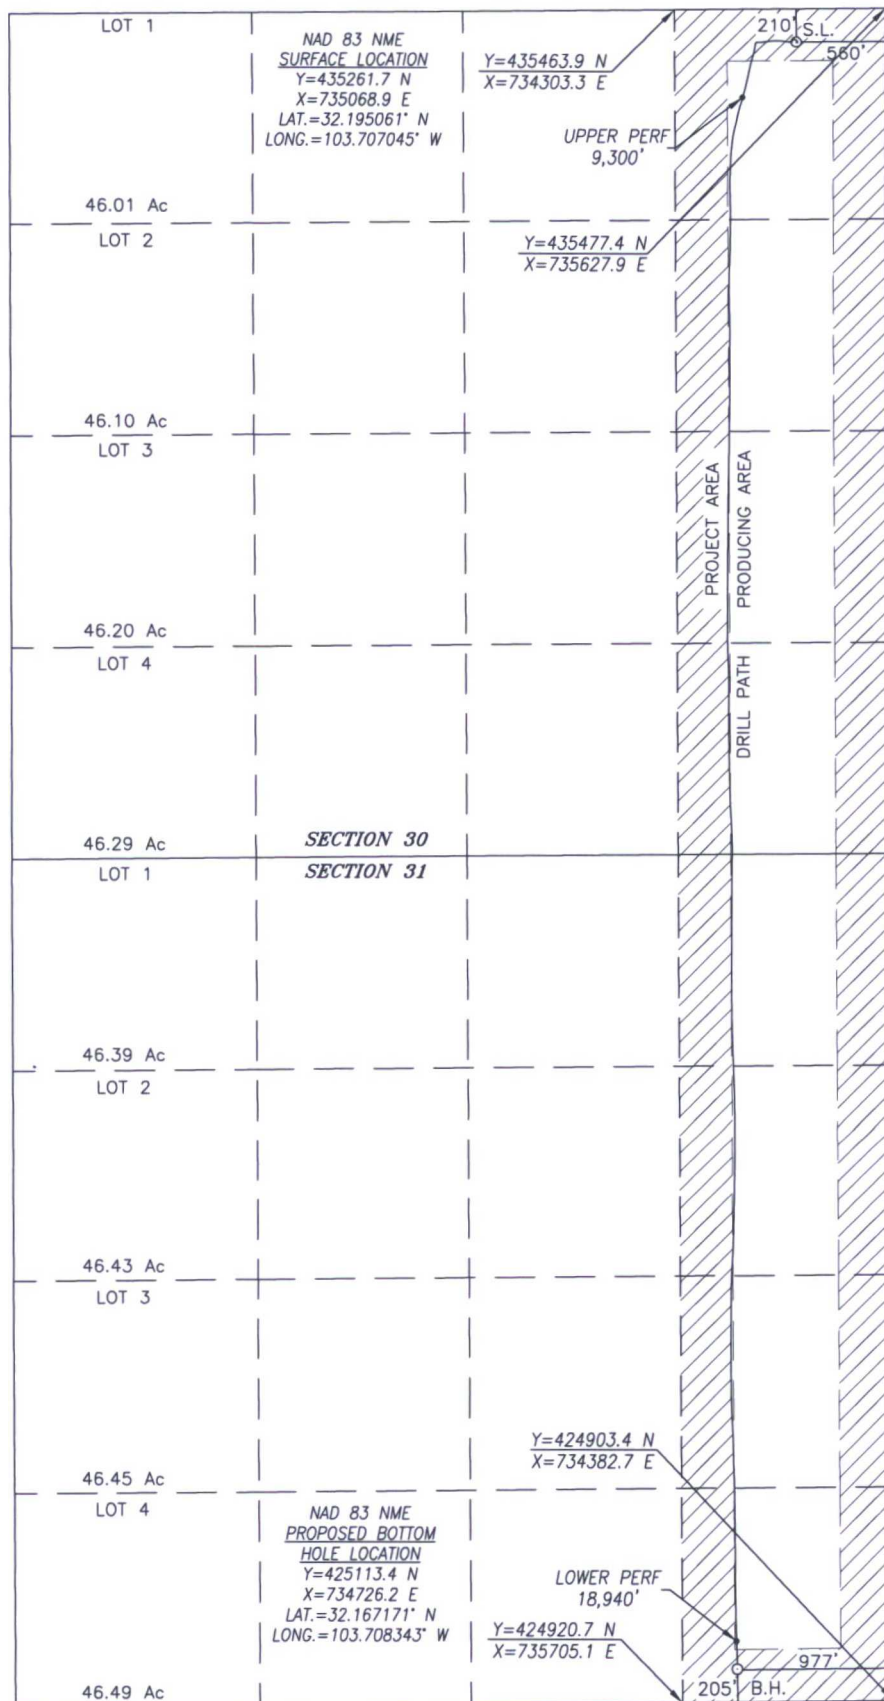 LOT 1
210' S.L.
560'
NAD 83 NME
SURFACE LOCATION
Y=435261.7 N
X=735068.9 E
LAT.=32.195061° N
LONG.=103.707045° W
Y=435463.9 N
X=734303.3 E
UPPER PERF
9,300'
46.01 Ac
LOT 2
Y=435477.4 N
X=735627.9 E
46.10 Ac
LOT 3
PROJECT AREA
PRODUCING AREA
46.20 Ac
LOT 4
DRILL PATH
46.29 Ac
SECTION 30
LOT 1
SECTION 31
46.39 Ac
LOT 2
46.43 Ac
LOT 3
Y=424903.4 N
X=734382.7 E
46.45 Ac
LOT 4
NAD 83 NME
PROPOSED BOTTOM
HOLE LOCATION
Y=425113.4 N
X=734726.2 E
LAT.=32.167171° N
LONG.=103.708343° W
LOWER PERF
18,940'
Y=424920.7 N
X=735705.1 E
977'
46.49 Ac
205' B.H.